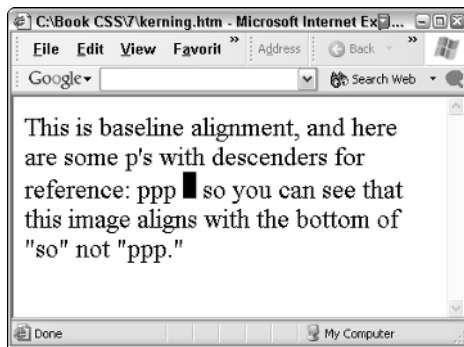 C:\Book CSS\7\kerning.htm - Microsoft Internet Ex...
File Edit View Favorit » Address Back »
Google Search Web
This is baseline alignment, and here
are some p's with descenders for
reference: ppp so you can see that
this image aligns with the bottom of
"so" not "ppp."
Done My Computer